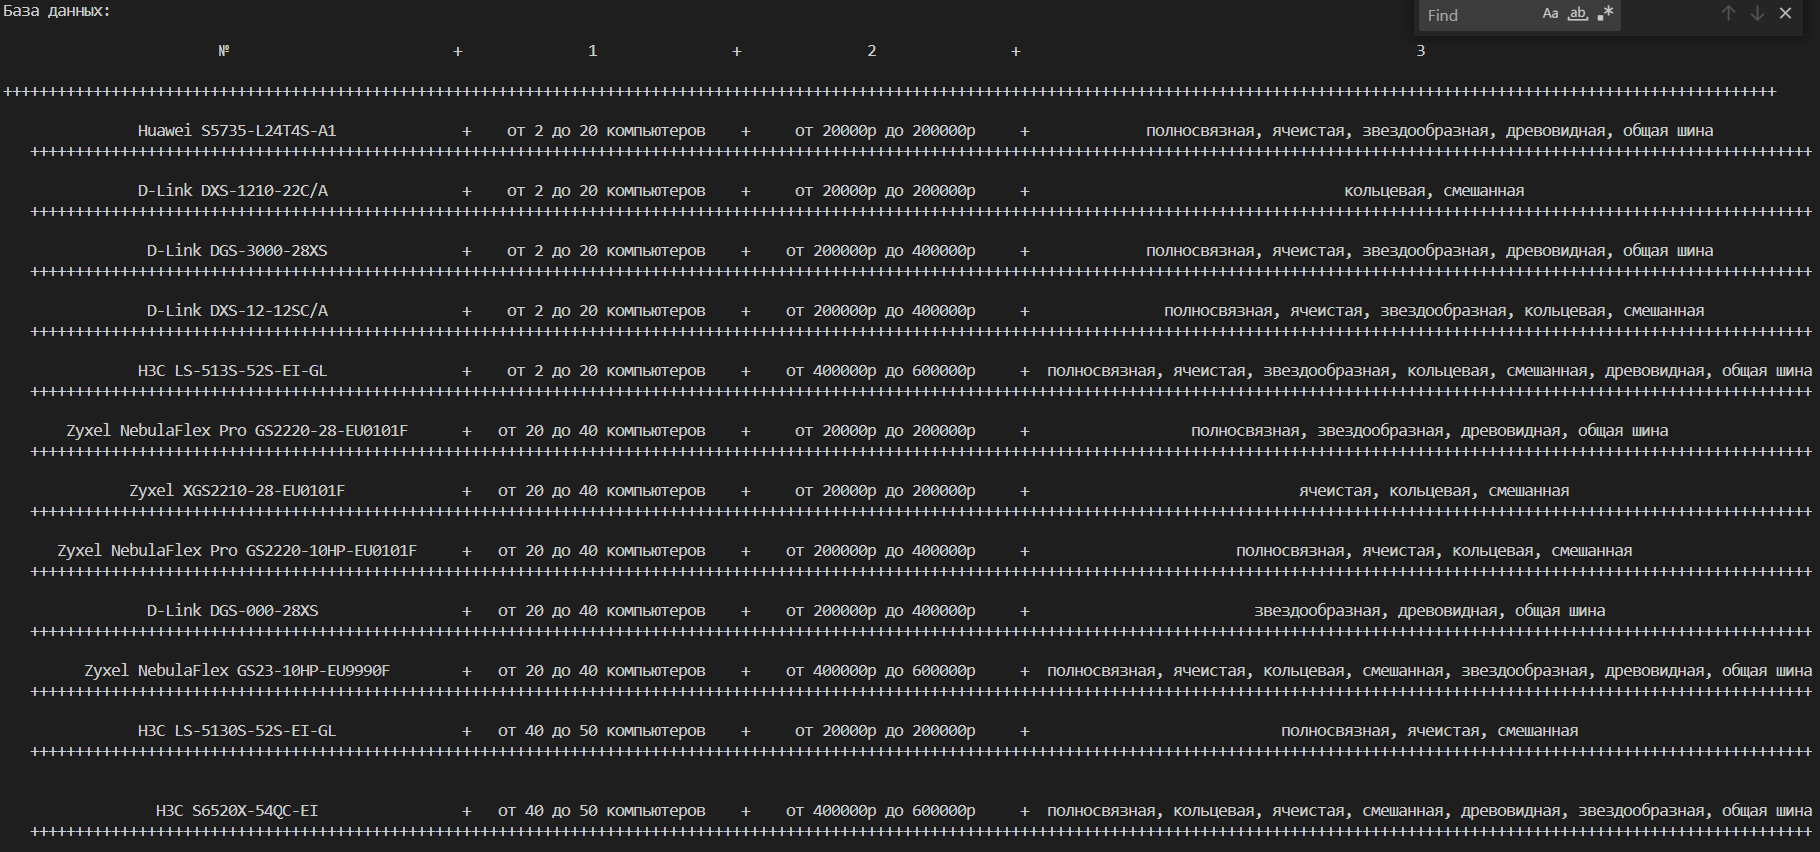 База данных:
Find Aa ab .*
№ + 1 + 2 + 3
+++++++++++++++++++++++++++++++++++++++++++++++++++++++++++++++++++++++++++++++++++++++++++++++++++++++++++++++++++++++++++++++++++++++++++++++++++++++++++++++++++++++++++++++++++++++++++++++++++++
Huawei S5735-L24T4S-A1 + от 2 до 20 компьютеров + от 20000р до 200000р + полносвязная, ячеистая, звездообразная, древовидная, общая шина
++++++++++++++++++++++++++++++++++++++++++++++++++++++++++++++++++++++++++++++++++++++++++++++++++++++++++++++++++++++++++++++++++++++++++++++++++++++++++++++++++++++++++++++++++++++++++++++++++++++
D-Link DXS-1210-22C/A + от 2 до 20 компьютеров + от 20000р до 200000р + кольцевая, смешанная
++++++++++++++++++++++++++++++++++++++++++++++++++++++++++++++++++++++++++++++++++++++++++++++++++++++++++++++++++++++++++++++++++++++++++++++++++++++++++++++++++++++++++++++++++++++++++++++++++++++
D-Link DGS-3000-28XS + от 2 до 20 компьютеров + от 200000р до 400000р + полносвязная, ячеистая, звездообразная, древовидная, общая шина
++++++++++++++++++++++++++++++++++++++++++++++++++++++++++++++++++++++++++++++++++++++++++++++++++++++++++++++++++++++++++++++++++++++++++++++++++++++++++++++++++++++++++++++++++++++++++++++++++++++
D-Link DXS-12-12SC/A + от 2 до 20 компьютеров + от 200000р до 400000р + полносвязная, ячеистая, звездообразная, кольцевая, смешанная
++++++++++++++++++++++++++++++++++++++++++++++++++++++++++++++++++++++++++++++++++++++++++++++++++++++++++++++++++++++++++++++++++++++++++++++++++++++++++++++++++++++++++++++++++++++++++++++++++++++
H3C LS-513S-52S-EI-GL + от 2 до 20 компьютеров + от 400000р до 600000р + полносвязная, ячеистая, звездообразная, кольцевая, смешанная, древовидная, общая шина
++++++++++++++++++++++++++++++++++++++++++++++++++++++++++++++++++++++++++++++++++++++++++++++++++++++++++++++++++++++++++++++++++++++++++++++++++++++++++++++++++++++++++++++++++++++++++++++++++++++
Zyxel NebulaFlex Pro GS2220-28-EU0101F + от 20 до 40 компьютеров + от 20000р до 200000р + полносвязная, звездообразная, древовидная, общая шина
++++++++++++++++++++++++++++++++++++++++++++++++++++++++++++++++++++++++++++++++++++++++++++++++++++++++++++++++++++++++++++++++++++++++++++++++++++++++++++++++++++++++++++++++++++++++++++++++++++++
Zyxel XGS2210-28-EU0101F + от 20 до 40 компьютеров + от 20000р до 200000р + ячеистая, кольцевая, смешанная
++++++++++++++++++++++++++++++++++++++++++++++++++++++++++++++++++++++++++++++++++++++++++++++++++++++++++++++++++++++++++++++++++++++++++++++++++++++++++++++++++++++++++++++++++++++++++++++++++++++
Zyxel NebulaFlex Pro GS2220-10HP-EU0101F + от 20 до 40 компьютеров + от 200000р до 400000р + полносвязная, ячеистая, кольцевая, смешанная
++++++++++++++++++++++++++++++++++++++++++++++++++++++++++++++++++++++++++++++++++++++++++++++++++++++++++++++++++++++++++++++++++++++++++++++++++++++++++++++++++++++++++++++++++++++++++++++++++++++
D-Link DGS-000-28XS + от 20 до 40 компьютеров + от 200000р до 400000р + звездообразная, древовидная, общая шина
++++++++++++++++++++++++++++++++++++++++++++++++++++++++++++++++++++++++++++++++++++++++++++++++++++++++++++++++++++++++++++++++++++++++++++++++++++++++++++++++++++++++++++++++++++++++++++++++++++++
Zyxel NebulaFlex GS23-10HP-EU9990F + от 20 до 40 компьютеров + от 400000р до 600000р + полносвязная, ячеистая, кольцевая, смешанная, звездообразная, древовидная, общая шина
++++++++++++++++++++++++++++++++++++++++++++++++++++++++++++++++++++++++++++++++++++++++++++++++++++++++++++++++++++++++++++++++++++++++++++++++++++++++++++++++++++++++++++++++++++++++++++++++++++++
H3C LS-5130S-52S-EI-GL + от 40 до 50 компьютеров + от 20000р до 200000р + полносвязная, ячеистая, смешанная
++++++++++++++++++++++++++++++++++++++++++++++++++++++++++++++++++++++++++++++++++++++++++++++++++++++++++++++++++++++++++++++++++++++++++++++++++++++++++++++++++++++++++++++++++++++++++++++++++++++
H3C S6520X-54QC-EI + от 40 до 50 компьютеров + от 400000р до 600000р + полносвязная, кольцевая, ячеистая, смешанная, древовидная, звездообразная, общая шина
++++++++++++++++++++++++++++++++++++++++++++++++++++++++++++++++++++++++++++++++++++++++++++++++++++++++++++++++++++++++++++++++++++++++++++++++++++++++++++++++++++++++++++++++++++++++++++++++++++++